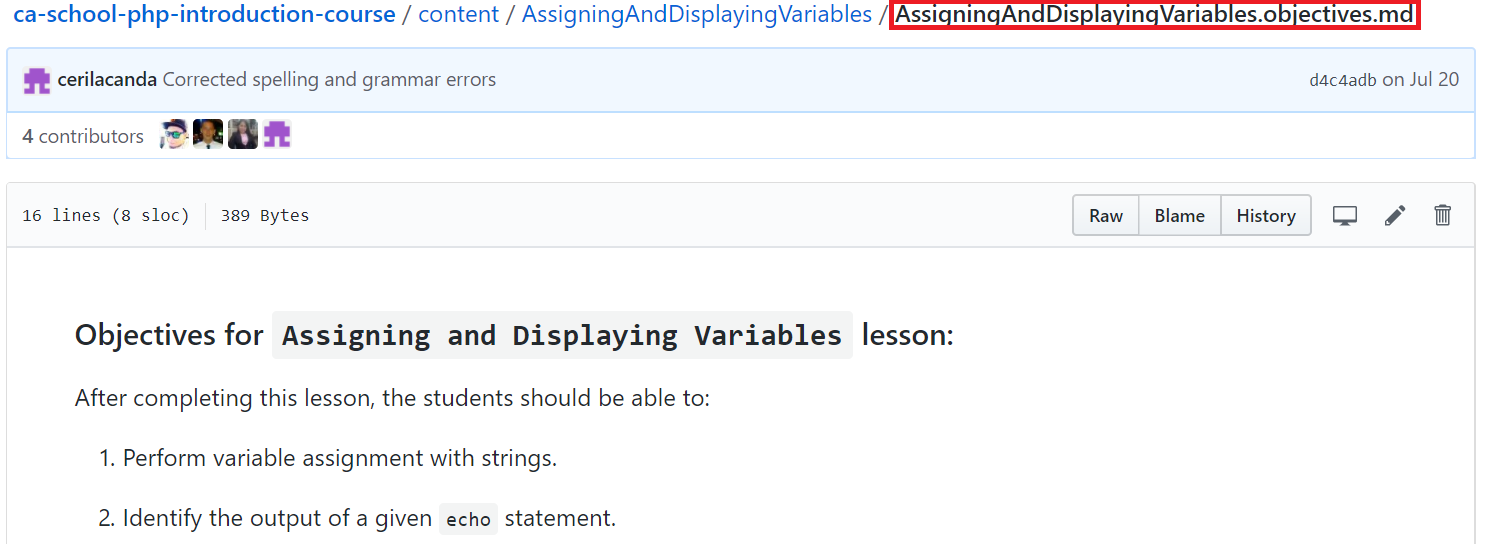 ca-school-php-introduction-course / content / AssigningAndDisplayingVariables / AssigningAndDisplayingVariables.objectives.md
cerilacanda Corrected spelling and grammar errors d4c4adb on Jul 20
4 contributors
16 lines (8 sloc) 389 Bytes Raw Blame History
Objectives for Assigning and Displaying Variables lesson:
After completing this lesson, the students should be able to:
1. Perform variable assignment with strings.
2. Identify the output of a given echo statement.